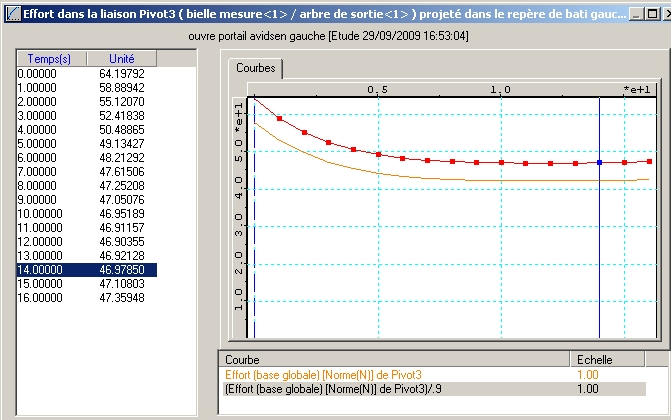 Effort dans la liaison Pivot3 ( bielle mesure<1> / arbre de sortie<1> ) projeté dans le repère de bati gauc...
ouvre portail avidsen gauche [Etude 29/09/2009 16:53:04]
Temps(s) Unité
0.00000 64.19792
1.00000 58.88942
2.00000 55.12070
3.00000 52.41838
4.00000 50.48865
5.00000 49.13427
6.00000 48.21292
7.00000 47.61506
8.00000 47.25208
9.00000 47.05076
10.00000 46.95189
11.00000 46.91157
12.00000 46.90355
13.00000 46.92128
14.00000 46.97850
15.00000 47.10803
16.00000 47.35948
Courbes
0.5 1.0 *e+1
*e+1
5.0
4.0
3.0
2.0
1.0
Courbe Echelle
Effort (base globale) [Norme(N)] de Pivot3 1.00
(Effort (base globale) [Norme(N)] de Pivot3)/.9 1.00